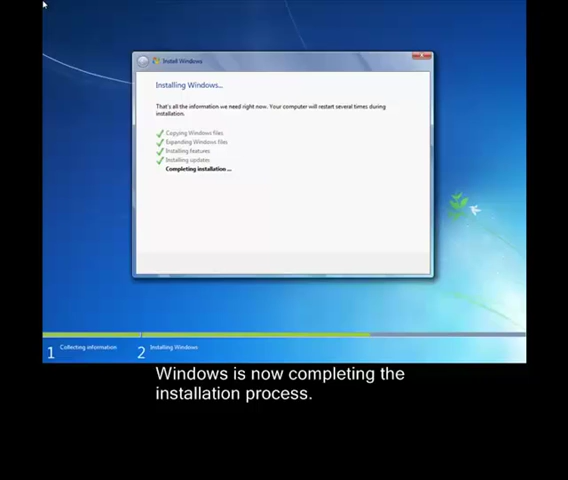 Install Windows
Installing Windows...
That's all the information we need right now. Your computer will restart several times during
installation.
Copying Windows files
Expanding Windows files
Installing features
Installing updates
Completing installation ...
1 Collecting information 2 Installing Windows
Windows is now completing the
installation process.